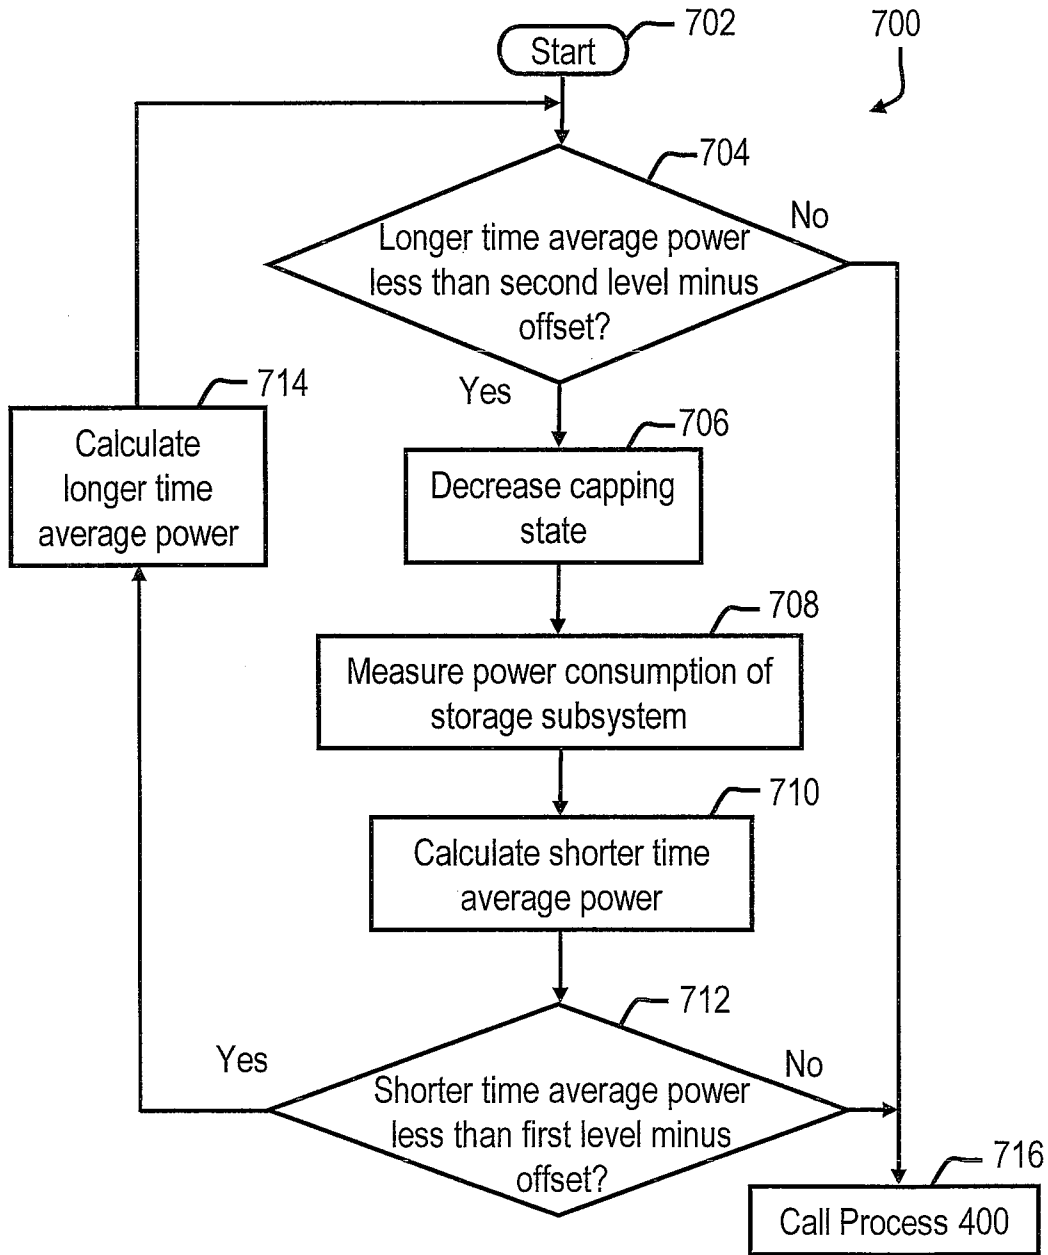 702
700
Start
704
No
Longer time average power
less than second level minus
offset?
Yes
714
Calculate
longer time
average power
706
Decrease capping
state
708
Measure power consumption of
storage subsystem
710
Calculate shorter time
average power
712
Yes
No
Shorter time average power
less than first level minus
offset?
716
Call Process 400